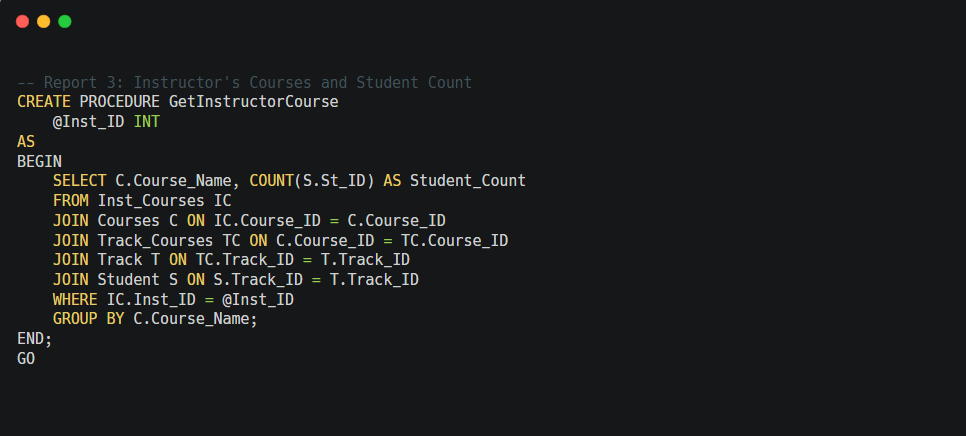 -- Report 3: Instructor's Courses and Student Count
CREATE PROCEDURE GetInstructorCourse
    @Inst_ID INT
AS
BEGIN
    SELECT C.Course_Name, COUNT(S.St_ID) AS Student_Count
    FROM Inst_Courses IC
    JOIN Courses C ON IC.Course_ID = C.Course_ID
    JOIN Track_Courses TC ON C.Course_ID = TC.Course_ID
    JOIN Track T ON TC.Track_ID = T.Track_ID
    JOIN Student S ON S.Track_ID = T.Track_ID
    WHERE IC.Inst_ID = @Inst_ID
    GROUP BY C.Course_Name;
END;
GO